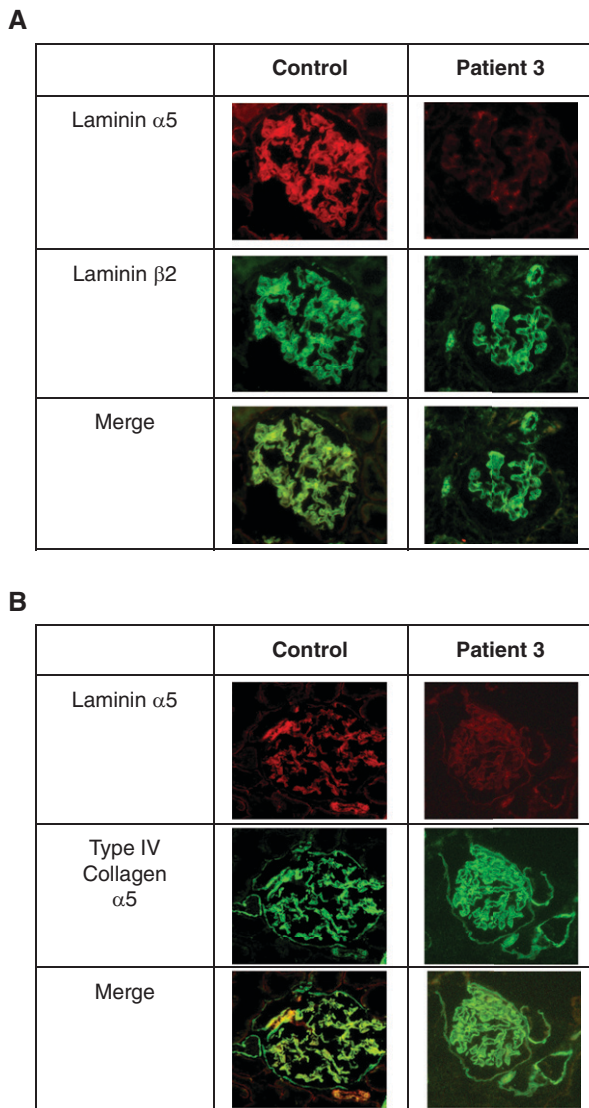 A
Control Patient 3
Laminin α5
Laminin β2
Merge
B
Control Patient 3
Laminin α5
Type IV
Collagen
α5
Merge